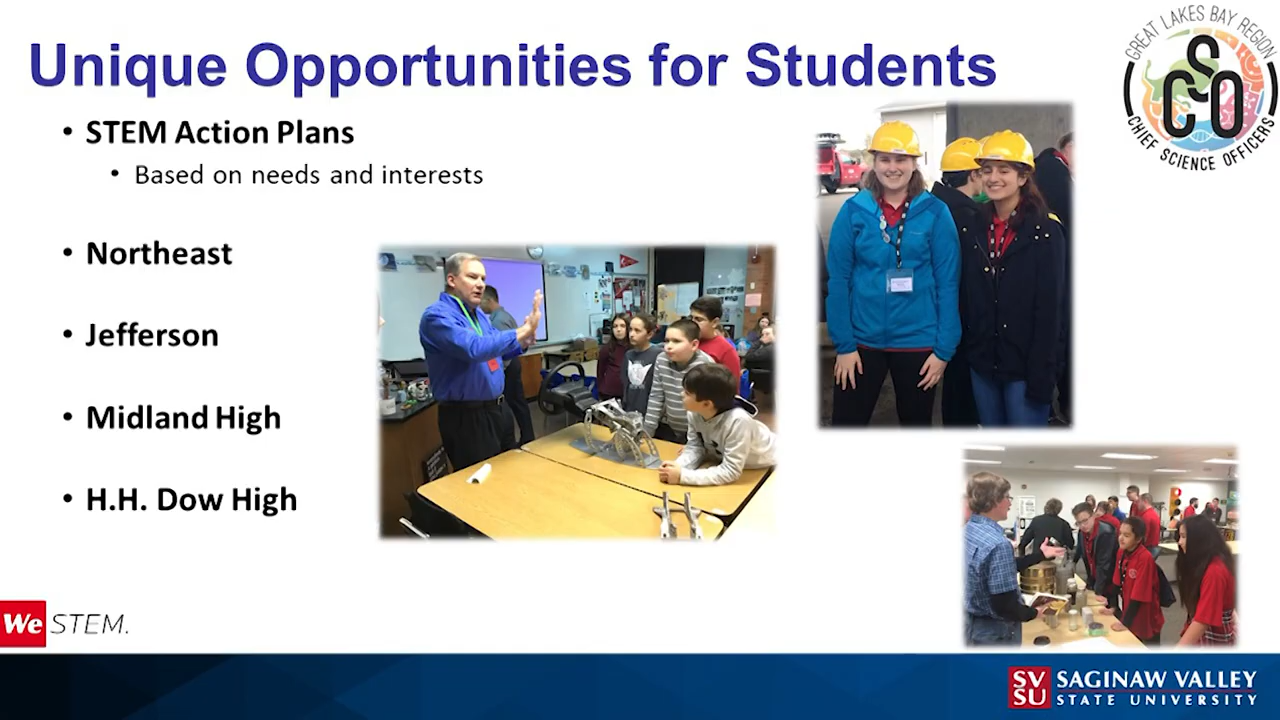 Unique Opportunities for Students
GREAT LAKES BAY REGION
CSO
CHIEF SCIENCE OFFICERS
• STEM Action Plans
• Based on needs and interests
• Northeast
• Jefferson
• Midland High
• H.H. Dow High
We STEM.
SVSU SAGINAW VALLEY
STATE UNIVERSITY